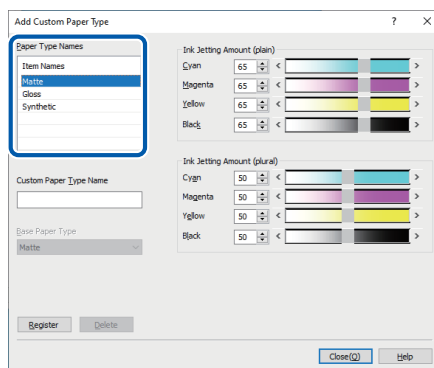 Add Custom Paper Type ? ×
Paper Type Names
Item Names
Matte
Gloss
Synthetic
Custom Paper Type Name
Base Paper Type
Matte
Register Delete
Ink Jetting Amount (plain)
Cyan 65 < >
Magenta 65 < >
Yellow 65 < >
Black 65 < >
Ink Jetting Amount (plural)
Cyan 50 < >
Magenta 50 < >
Yellow 50 < >
Black 50 < >
Close(Q) Help